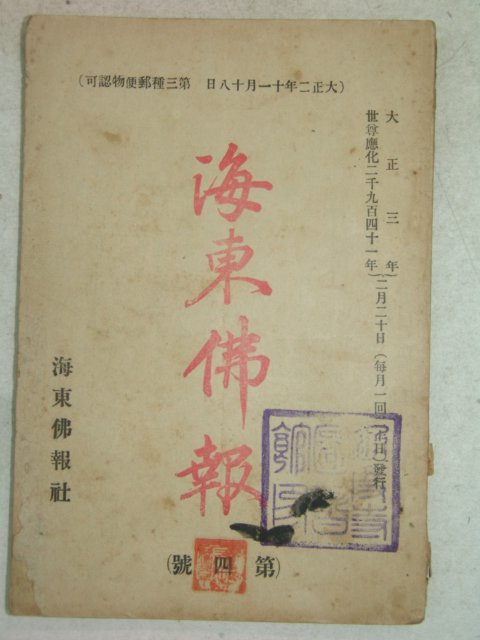 （大正二年十一月十八日　第三種郵便物認可）
大正三年
世尊應化二千九百四十一年
二月二十日（每月一回　日）發行
海東佛報
第四號
海東佛報社